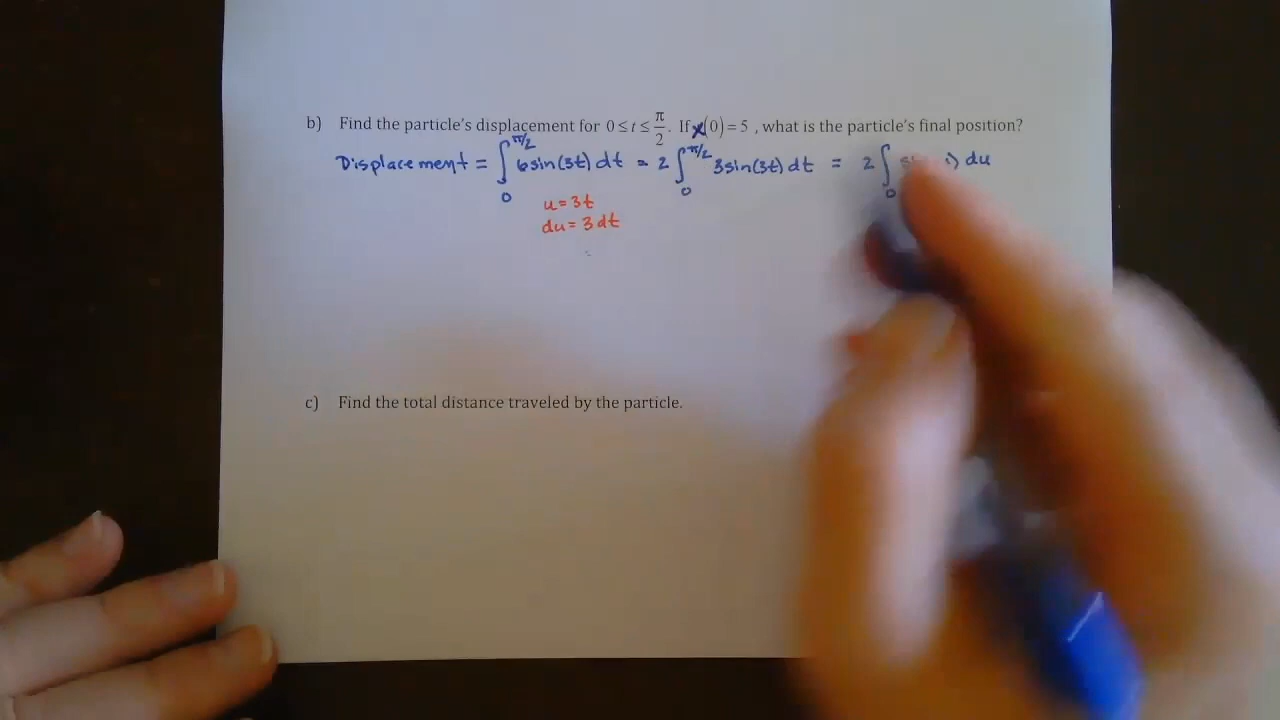 b) Find the particle's displacement for 0 ≤ t ≤ π/2. If x(0) = 5, what is the particle's final position?
Displacement = ∫₀^{π/2} 6sin(3t) dt = 2 ∫₀^{π/2} 3sin(3t) dt = 2 ∫₀ du
u = 3t
du = 3 dt
c) Find the total distance traveled by the particle.